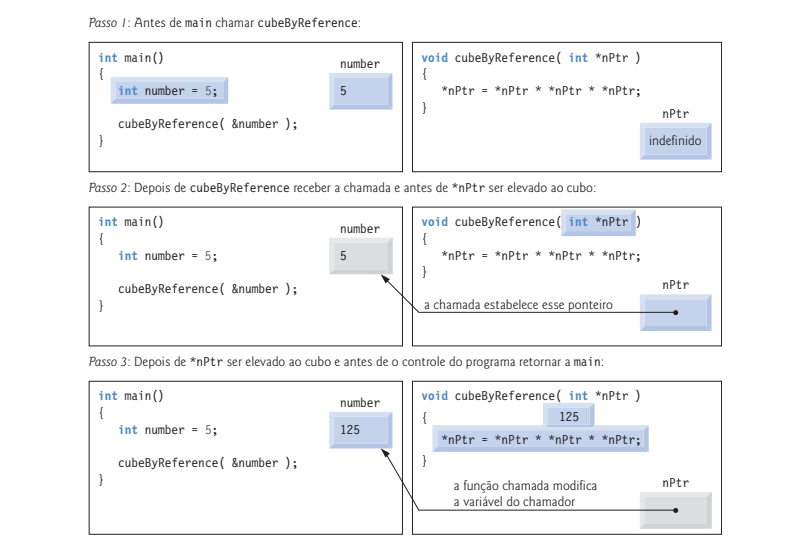 Passo 1: Antes de main chamar cubeByReference:
int main()
{
int number = 5;
cubeByReference( &number );
}
number
5
void cubeByReference( int *nPtr )
{
*nPtr = *nPtr * *nPtr * *nPtr;
}
nPtr
indefinido
Passo 2: Depois de cubeByReference receber a chamada e antes de *nPtr ser elevado ao cubo:
int main()
{
int number = 5;
cubeByReference( &number );
}
number
5
void cubeByReference( int *nPtr )
{
*nPtr = *nPtr * *nPtr * *nPtr;
}
nPtr
a chamada estabelece esse ponteiro
Passo 3: Depois de *nPtr ser elevado ao cubo e antes de o controle do programa retornar a main:
int main()
{
int number = 5;
cubeByReference( &number );
}
number
125
void cubeByReference( int *nPtr )
{
125
*nPtr = *nPtr * *nPtr * *nPtr;
}
a função chamada modifica
a variável do chamador
nPtr